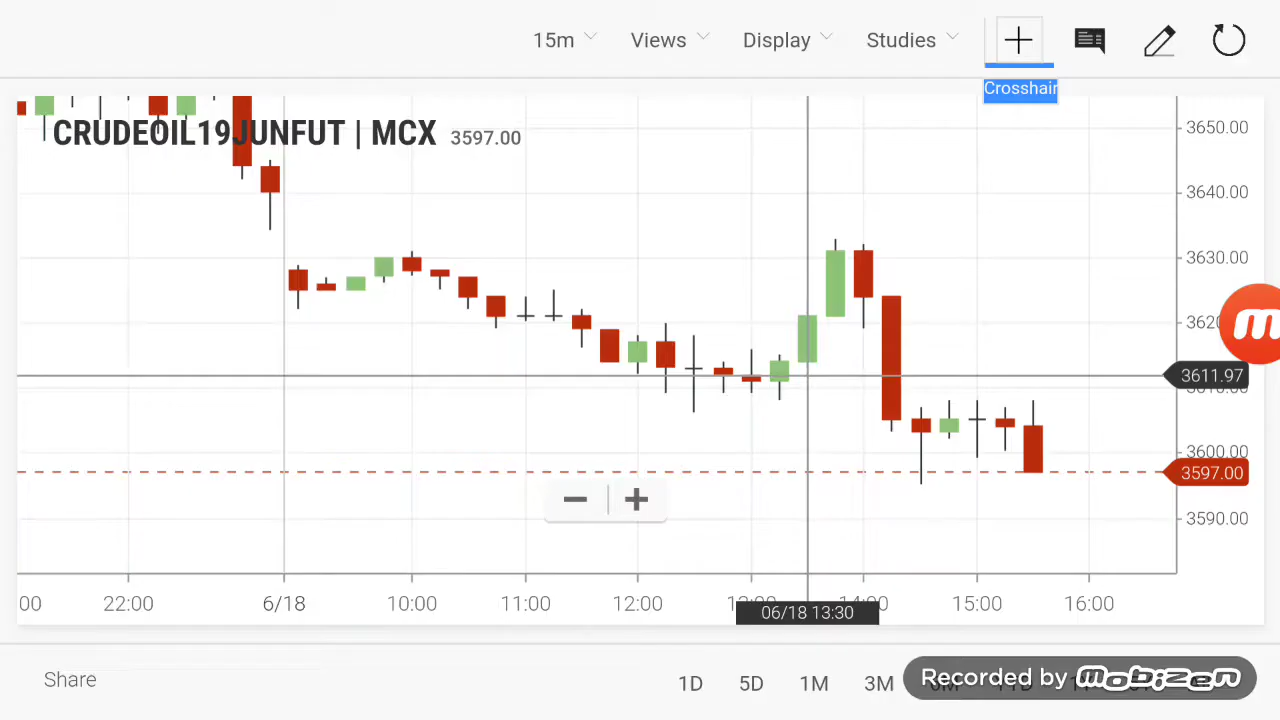 15m Views Display Studies
Crosshair
CRUDEOIL19JUNFUT | MCX 3597.00
3650.00
3640.00
3630.00
3611.97
3600.00
3597.00
3590.00
22:00 6/18 10:00 11:00 12:00 15:00 16:00
06/18 13:30
Share 1D 5D 1M 3M
Recorded by mobizen